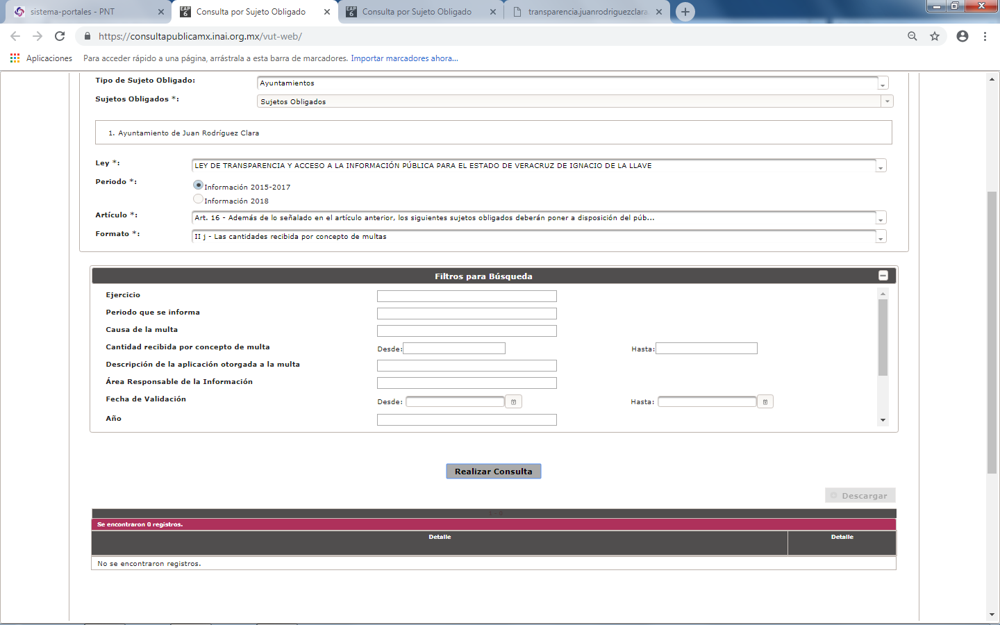 sistema-portales - PNT
Consulta por Sujeto Obligado
Consulta por Sujeto Obligado
transparencia.juanrodriguezclara.
https://consultapublicamx.inai.org.mx/vut-web/
Aplicaciones
Para acceder rápido a una página, arrástrala a esta barra de marcadores. Importar marcadores ahora...
Tipo de Sujeto Obligado:
Ayuntamientos
Sujetos Obligados *:
Sujetos Obligados
1. Ayuntamiento de Juan Rodríguez Clara
Ley *:
LEY DE TRANSPARENCIA Y ACCESO A LA INFORMACIÓN PÚBLICA PARA EL ESTADO DE VERACRUZ DE IGNACIO DE LA LLAVE
Periodo *:
Información 2015-2017
Información 2018
Artículo *:
Art. 16 - Además de lo señalado en el artículo anterior, los siguientes sujetos obligados deberán poner a disposición del púb...
Formato *:
II j - Las cantidades recibida por concepto de multas
Filtros para Búsqueda
Ejercicio
Periodo que se informa
Causa de la multa
Cantidad recibida por concepto de multa
Desde:
Hasta:
Descripción de la aplicación otorgada a la multa
Área Responsable de la Información
Fecha de Validación
Desde:
Hasta:
Año
Realizar Consulta
Descargar
Se encontraron 0 registros.
Detalle
Detalle
No se encontraron registros.